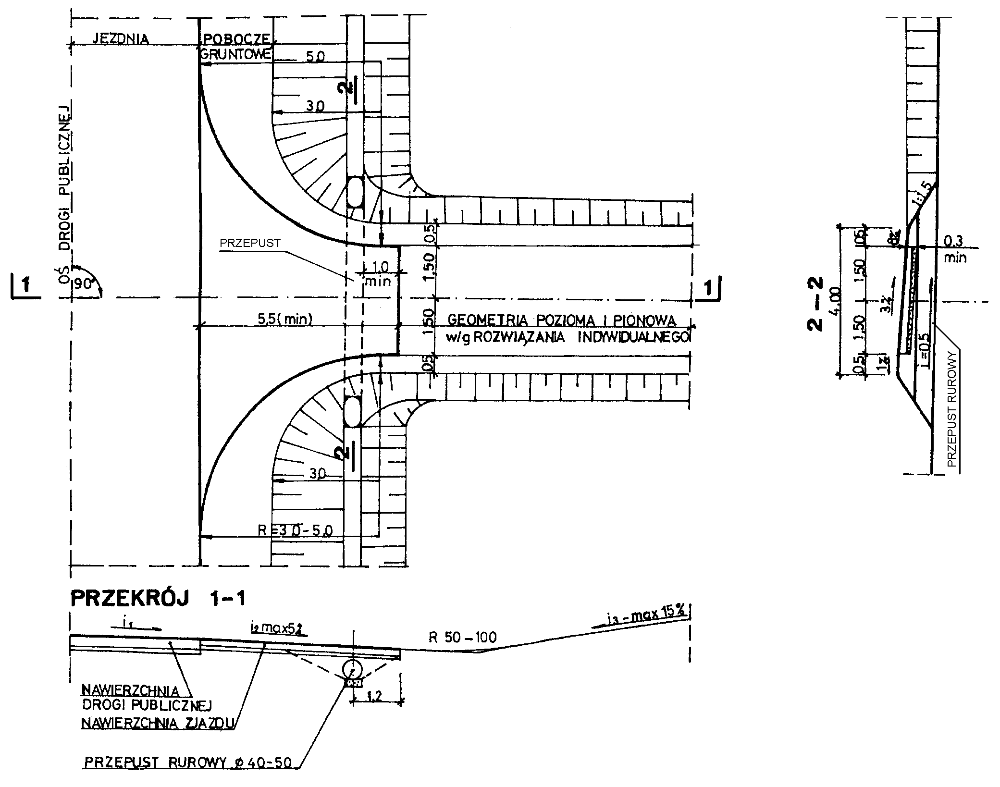 JEZDNIA
POBOCZE
GRUNTOWE
5,0
2
3,0
OŚ DROGI PUBLICZNEJ
PRZEPUST
0,5
1,50
1,0
min
90°
1
1
5,5 (min)
1,50
GEOMETRIA POZIOMA I PIONOWA
w/g ROZWIĄZANIA INDYWIDUALNEGO
0,5
2
3,0
R=3,0-5,0
1:1,5
0,5
0,3
min
1,50
2-2
4,00
3%
1,50
i=0,5
0,5
PRZEPUST RUROWY
PRZEKRÓJ 1-1
i1
i2 max5%
R 50-100
i3-max 15%
NAWIERZCHNIA
DROGI PUBLICZNEJ
1,2
NAWIERZCHNIA ZJAZDU
PRZEPUST RUROWY ø 40-50